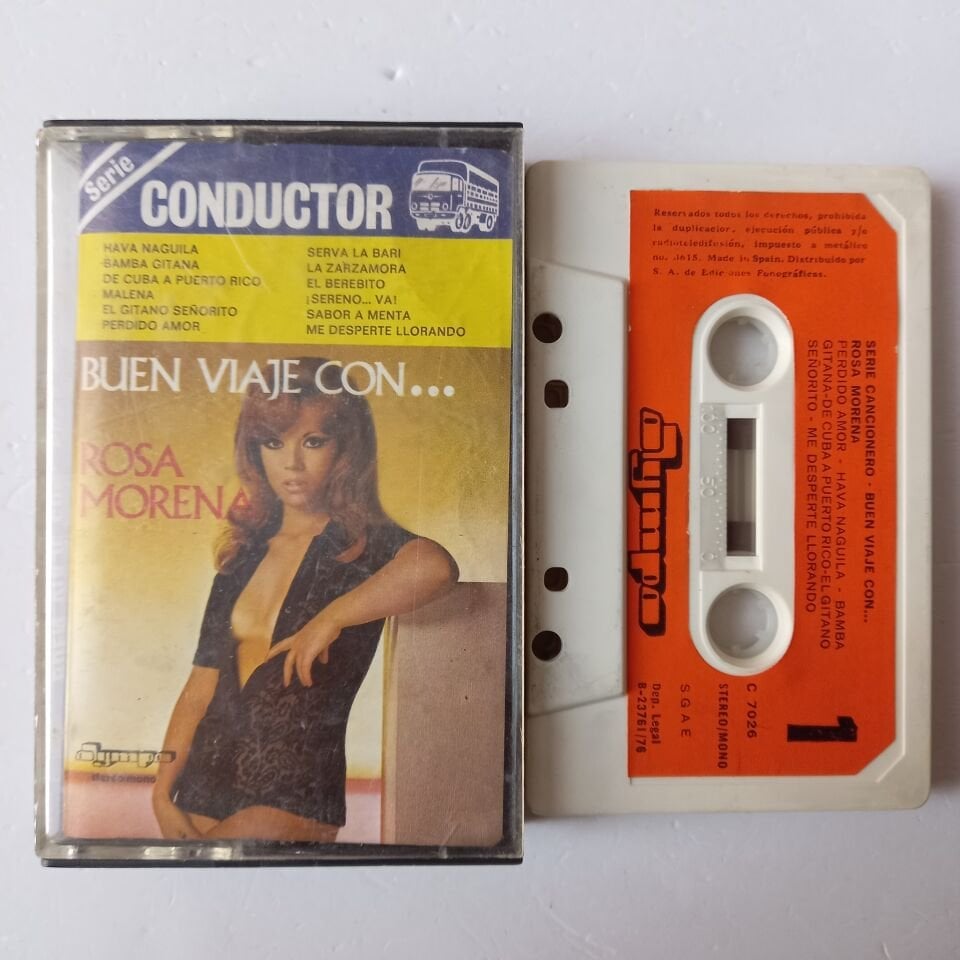 Serie
CONDUCTOR
HAVA NAGUILA
BAMBA GITANA
DE CUBA A PUERTO RICO
MALENA
EL GITANO SEÑORITO
PERDIDO AMOR
SERVA LA BARI
LA ZARZAMORA
EL BEREBITO
¡SERENO... VA!
SABOR A MENTA
ME DESPERTE LLORANDO
BUEN VIAJE CON...
ROSA
MORENA
olympo
stereo/mono
Reservados todos los derechos, prohibida
la duplicación, ejecución pública y/o
radioteledifusión, impuesto a metálico
no. .1615. Made in Spain. Distribuido por
S. A. de Ediciones Fonográficas.
SERIE CANCIONERO - BUEN VIAJE CON...
ROSA MORENA
PERDIDO AMOR - HAVA NAGUILA - BAMBA
GITANA-DE CUBA A PUERTO RICO-EL GITANO
SEÑORITO - ME DESPERTE LLORANDO
100
50
0
olympo
1
C 7026
STEREO/MONO
S G A E
Dep. Legal
B-23761/76